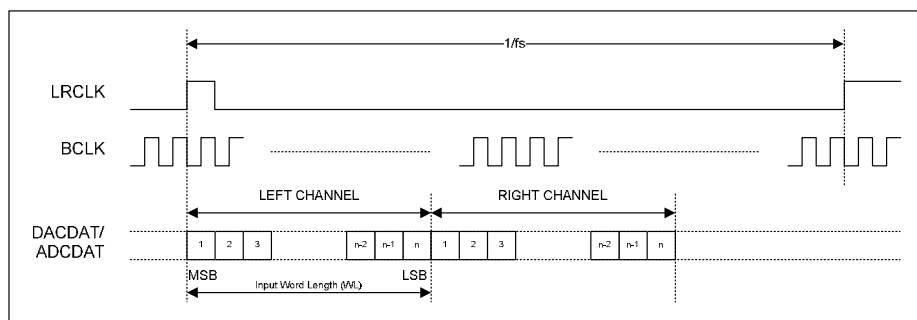 1/fs
LRCLK
BCLK
LEFT CHANNEL RIGHT CHANNEL
DACDAT/
ADCDAT
1 2 3 n-2 n-1 n 1 2 3 n-2 n-1 n
MSB LSB
Input Word Length (WL)